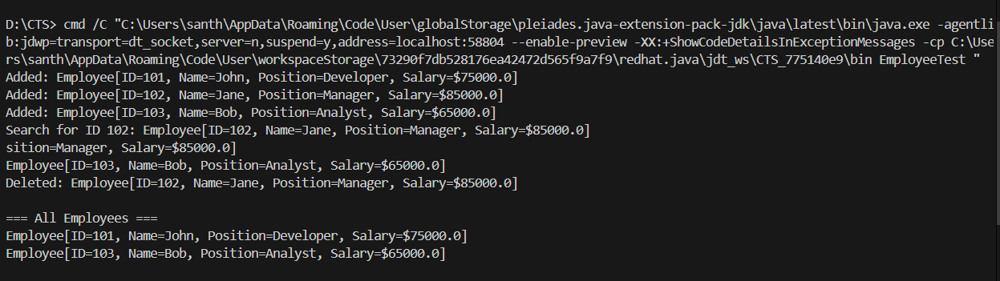 D:\CTS> cmd /C "C:\Users\santh\AppData\Roaming\Code\User\globalStorage\pleiades.java-extension-pack-jdk\java\latest\bin\java.exe -agentli
b:jdwp=transport=dt_socket,server=n,suspend=y,address=localhost:58804 --enable-preview -XX:+ShowCodeDetailsInExceptionMessages -cp C:\Use
rs\santh\AppData\Roaming\Code\User\workspaceStorage\73290f7db528176ea42472d565f9a7f9\redhat.java\jdt_ws\CTS_775140e9\bin EmployeeTest "
Added: Employee[ID=101, Name=John, Position=Developer, Salary=$75000.0]
Added: Employee[ID=102, Name=Jane, Position=Manager, Salary=$85000.0]
Added: Employee[ID=103, Name=Bob, Position=Analyst, Salary=$65000.0]
Search for ID 102: Employee[ID=102, Name=Jane, Position=Manager, Salary=$85000.0]
sition=Manager, Salary=$85000.0]
Employee[ID=103, Name=Bob, Position=Analyst, Salary=$65000.0]
Deleted: Employee[ID=102, Name=Jane, Position=Manager, Salary=$85000.0]
=== All Employees ===
Employee[ID=101, Name=John, Position=Developer, Salary=$75000.0]
Employee[ID=103, Name=Bob, Position=Analyst, Salary=$65000.0]